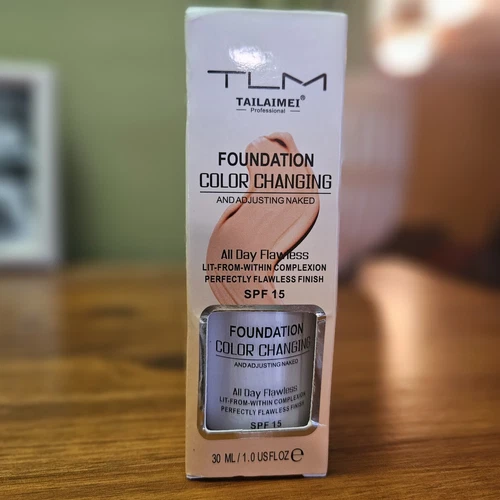 TLM
TAILAIMEI®
Professional
FOUNDATION
COLOR CHANGING
AND ADJUSTING NAKED
All Day Flawless
LIT-FROM-WITHIN COMPLEXION
PERFECTLY FLAWLESS FINISH
SPF 15
FOUNDATION
COLOR CHANGING
AND ADJUSTING NAKED
All Day Flawless
LIT-FROM-WITHIN COMPLEXION
PERFECTLY FLAWLESS FINISH
SPF 15
30 ML / 1.0 US FL OZ e